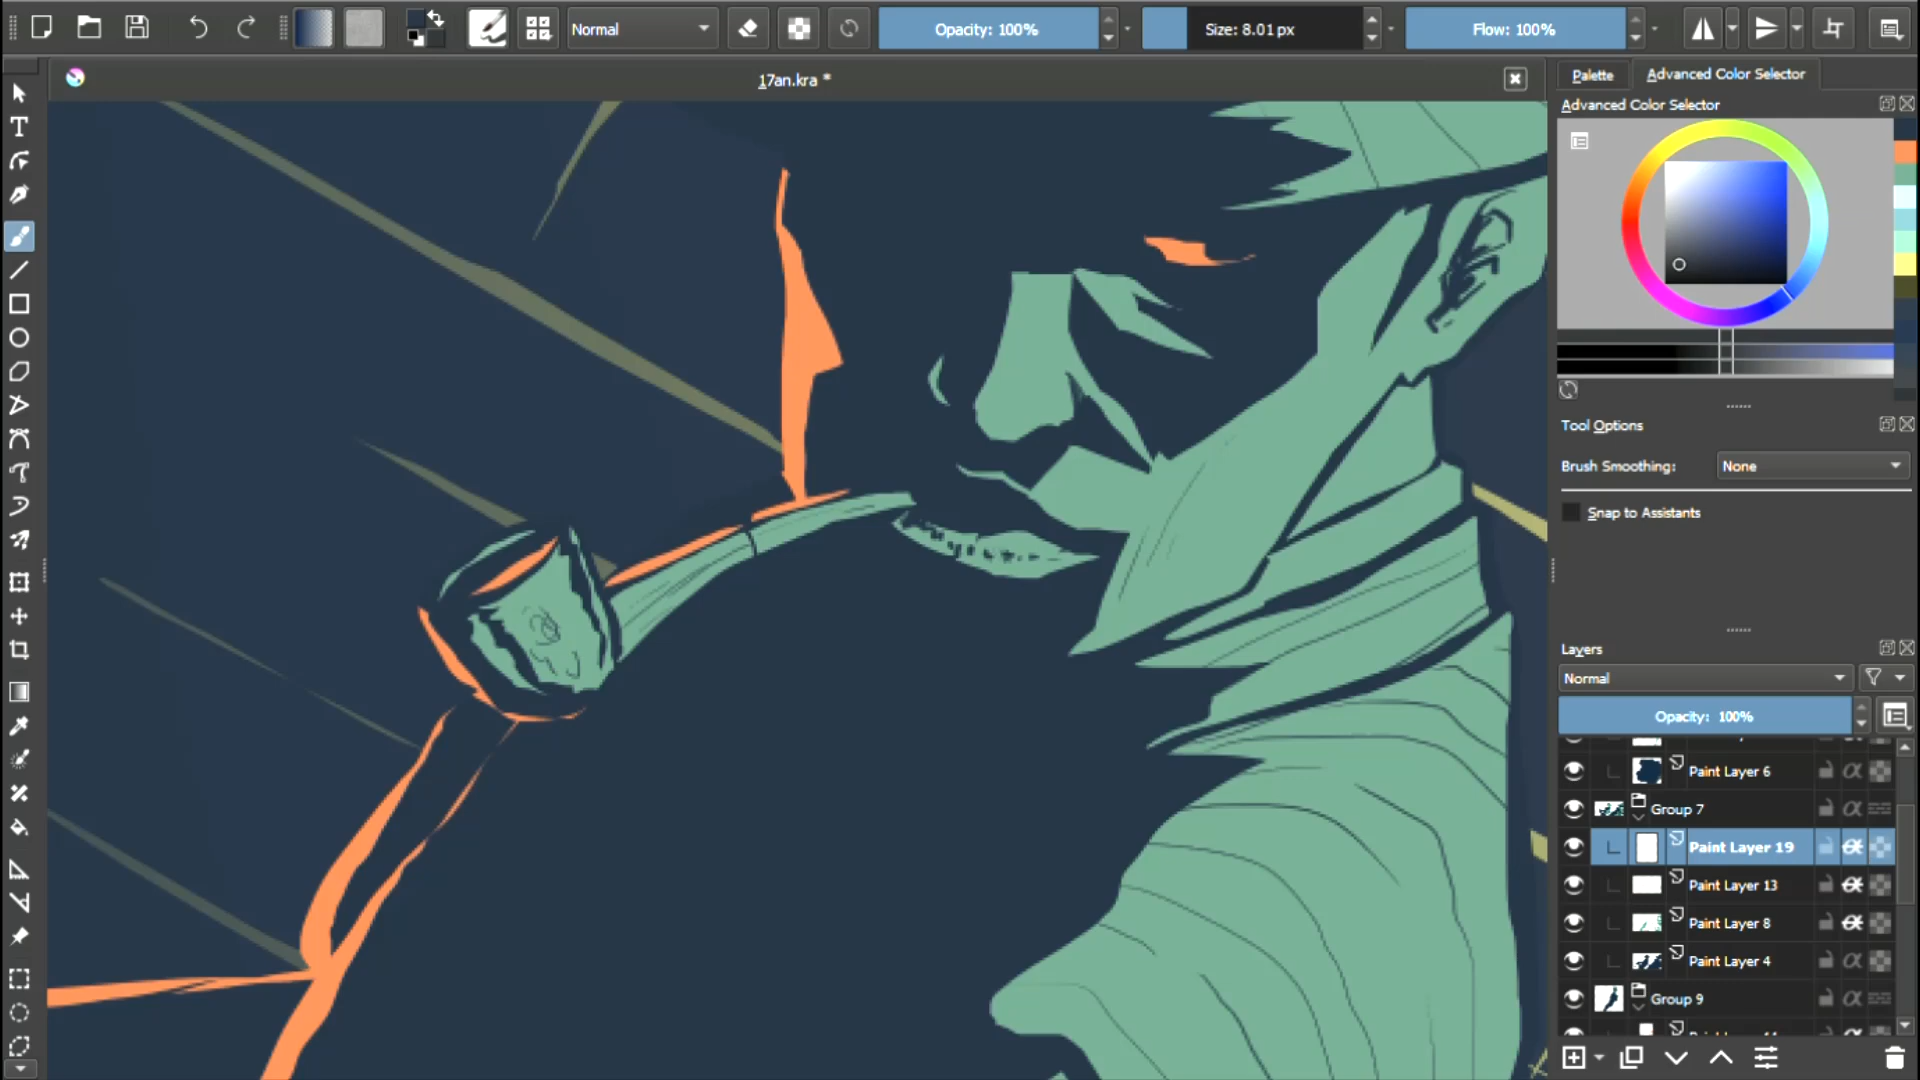 Normal
Opacity: 100%
Size: 8.01 px
Flow: 100%
17an.kra *
Palette
Advanced Color Selector
Advanced Color Selector
Tool Options
Brush Smoothing:
None
Snap to Assistants
Layers
Normal
Opacity: 100%
Paint Layer 6
Group 7
Paint Layer 19
Paint Layer 13
Paint Layer 8
Paint Layer 4
Group 9